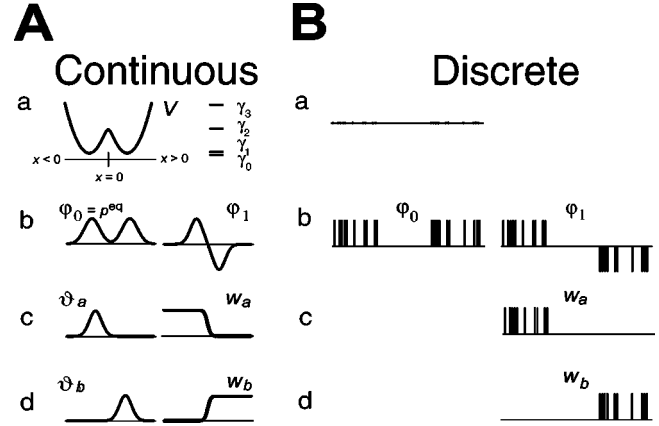 A
B
Continuous
Discrete
a
V
γ3
γ2
γ1
γ0
x < 0
x > 0
x = 0
a
b
φ0 = peq
φ1
b
φ0
φ1
c
ϑa
wa
c
wa
d
ϑb
wb
d
wb